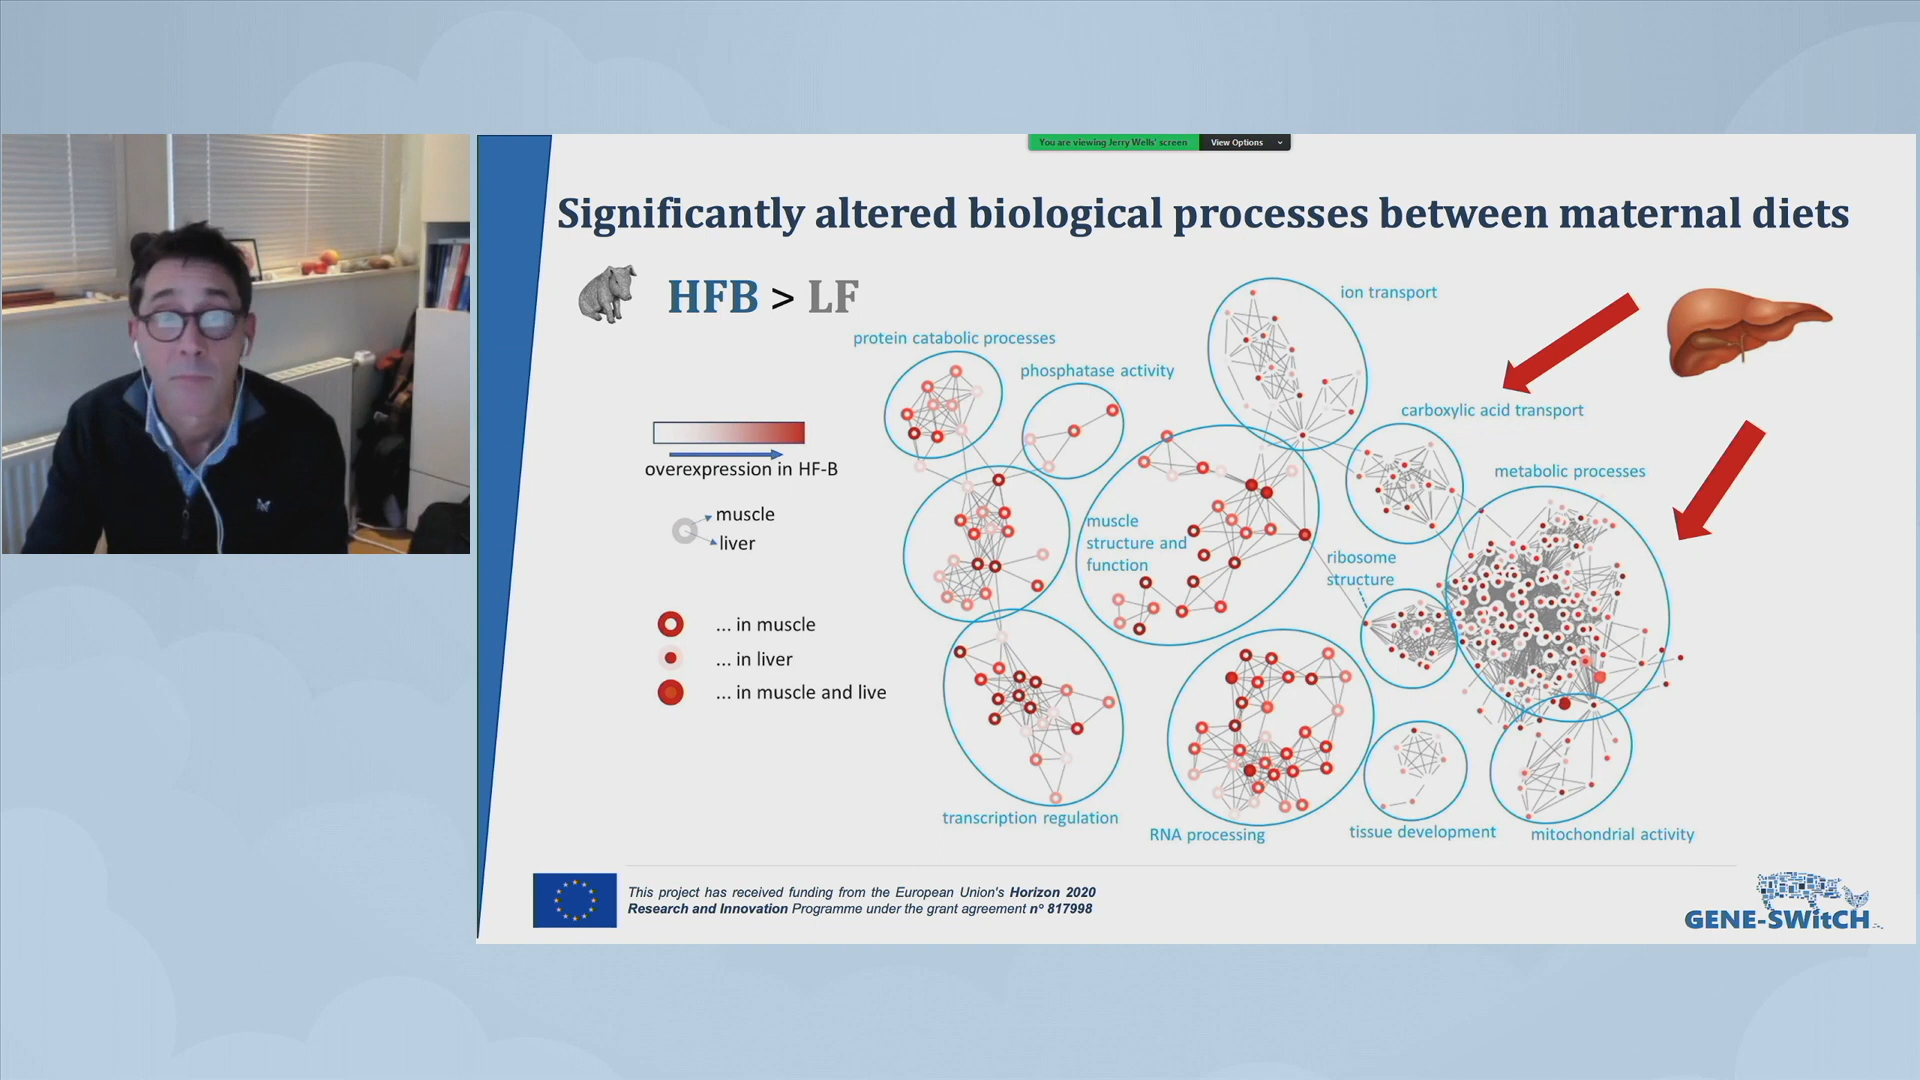 You are viewing Jerry Wells' screen
View Options
Significantly altered biological processes between maternal diets
HFB > LF
ion transport
protein catabolic processes
phosphatase activity
carboxylic acid transport
overexpression in HF-B
metabolic processes
muscle
liver
muscle
structure and
function
ribosome
structure
... in muscle
... in liver
... in muscle and live
transcription regulation
RNA processing
tissue development
mitochondrial activity
This project has received funding from the European Union's Horizon 2020
Research and Innovation Programme under the grant agreement nº 817998
GENE-SWitCH